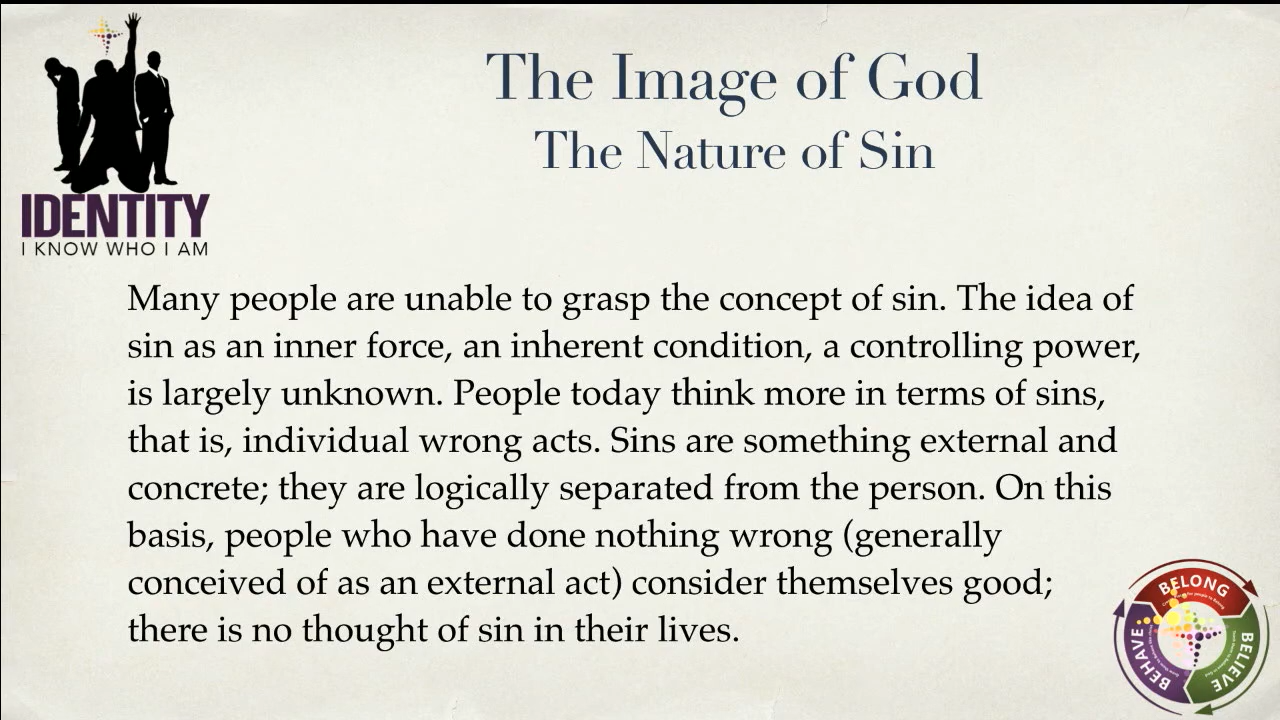 The Image of God
The Nature of Sin
IDENTITY
I KNOW WHO I AM
Many people are unable to grasp the concept of sin. The idea of
sin as an inner force, an inherent condition, a controlling power,
is largely unknown. People today think more in terms of sins,
that is, individual wrong acts. Sins are something external and
concrete; they are logically separated from the person. On this
basis, people who have done nothing wrong (generally
conceived of as an external act) consider themselves good;
there is no thought of sin in their lives.
BELONG
BELIEVE
BEHAVE